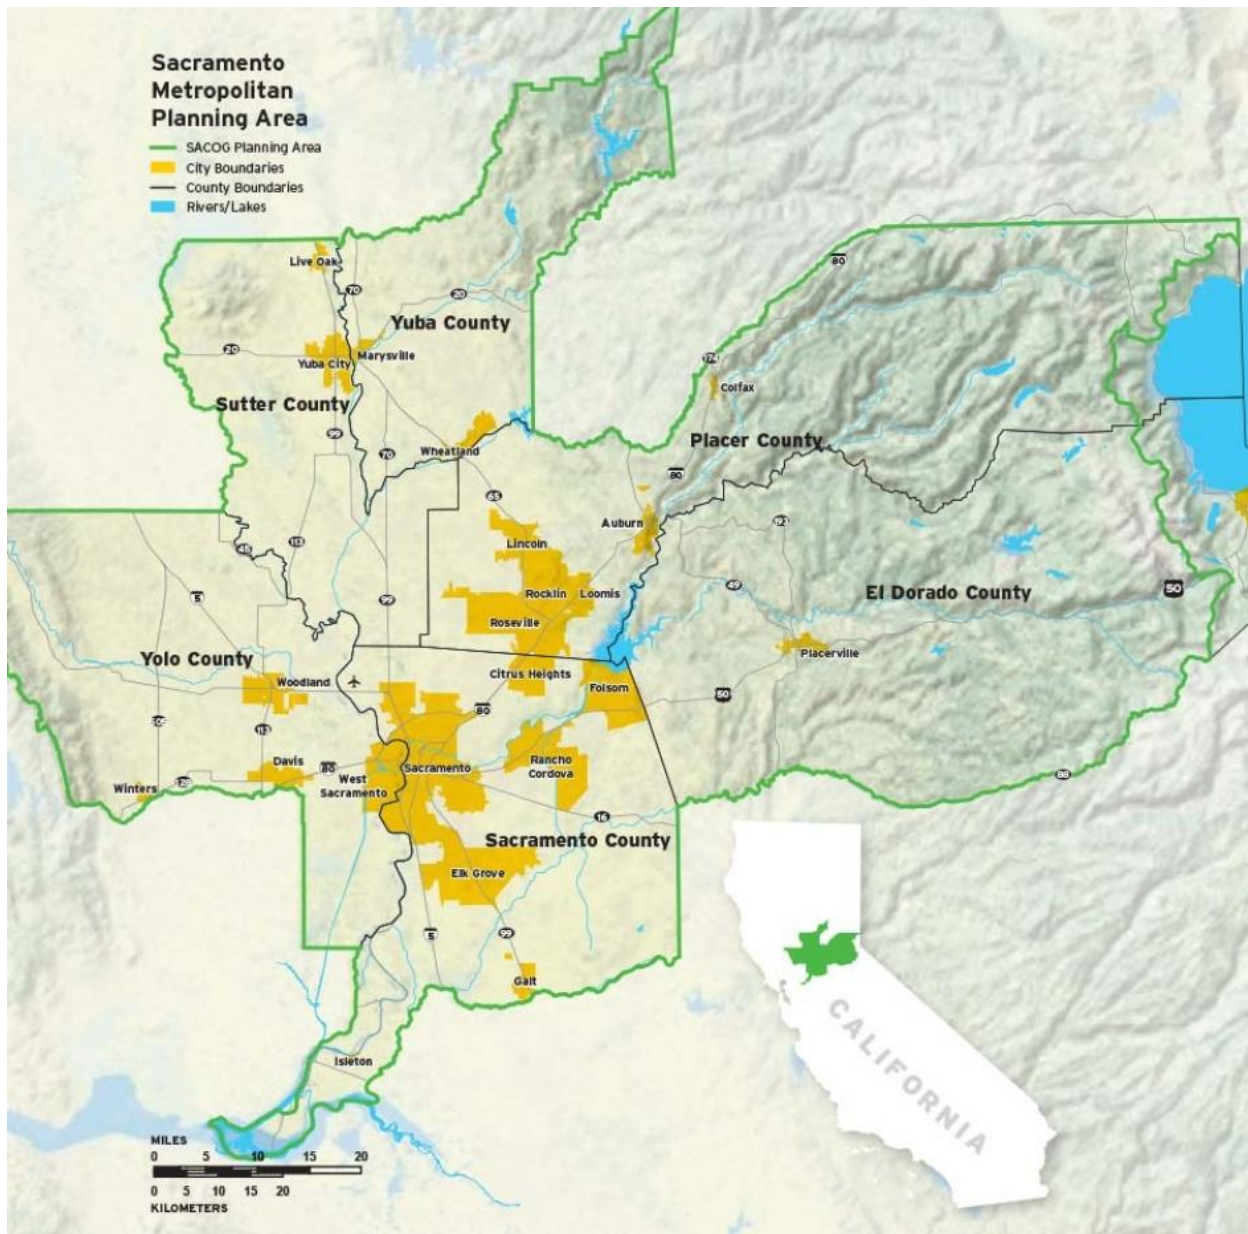 Sacramento
Metropolitan
Planning Area
SACOG Planning Area
City Boundaries
County Boundaries
Rivers/Lakes
Live Oak
70
20
80
Yuba County
20
Marysville
Yuba City
174
Colfax
Sutter County
99
Placer County
70
Wheatland
80
65
Auburn
193
45
113
Lincoln
49
50
5
99
Rocklin
Loomis
El Dorado County
Roseville
Yolo County
Placerville
Woodland
Citrus Heights
Folsom
50
80
505
113
Davis
80
Sacramento
Rancho
Cordova
West
Sacramento
Winters
128
88
16
Sacramento County
Elk Grove
5
99
Galt
CALIFORNIA
Isleton
MILES
0 5 10 15 20
0 5 10 15 20
KILOMETERS